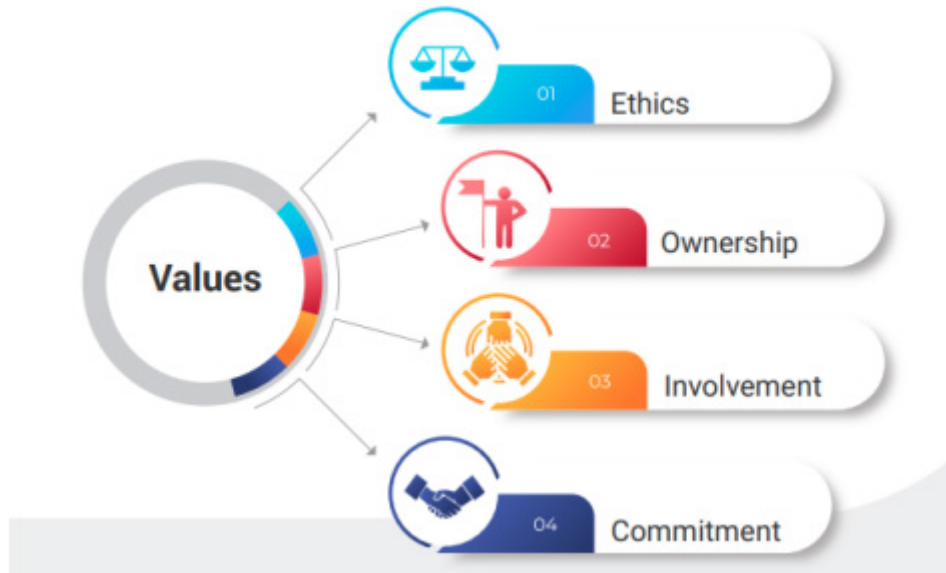 Values
01
Ethics
02
Ownership
03
Involvement
04
Commitment